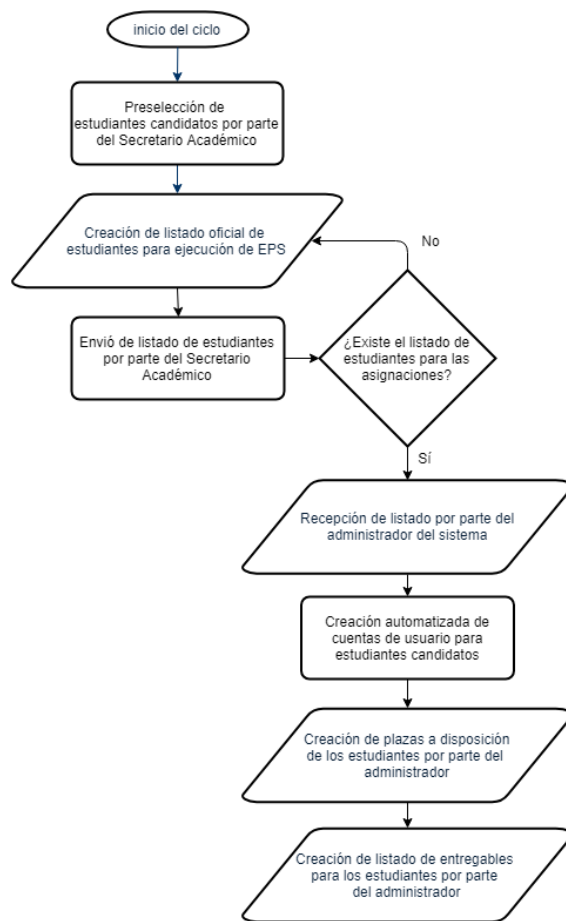 inicio del ciclo
Preselección de
estudiantes candidatos por parte
del Secretario Académico
Creación de listado oficial de
estudiantes para ejecución de EPS
No
Envió de listado de estudiantes
por parte del Secretario
Académico
¿Existe el listado de
estudiantes para las
asignaciones?
Sí
Recepción de listado por parte del
administrador del sistema
Creación automatizada de
cuentas de usuario para
estudiantes candidatos
Creación de plazas a disposición
de los estudiantes por parte del
administrador
Creación de listado de entregables
para los estudiantes por parte
del administrador